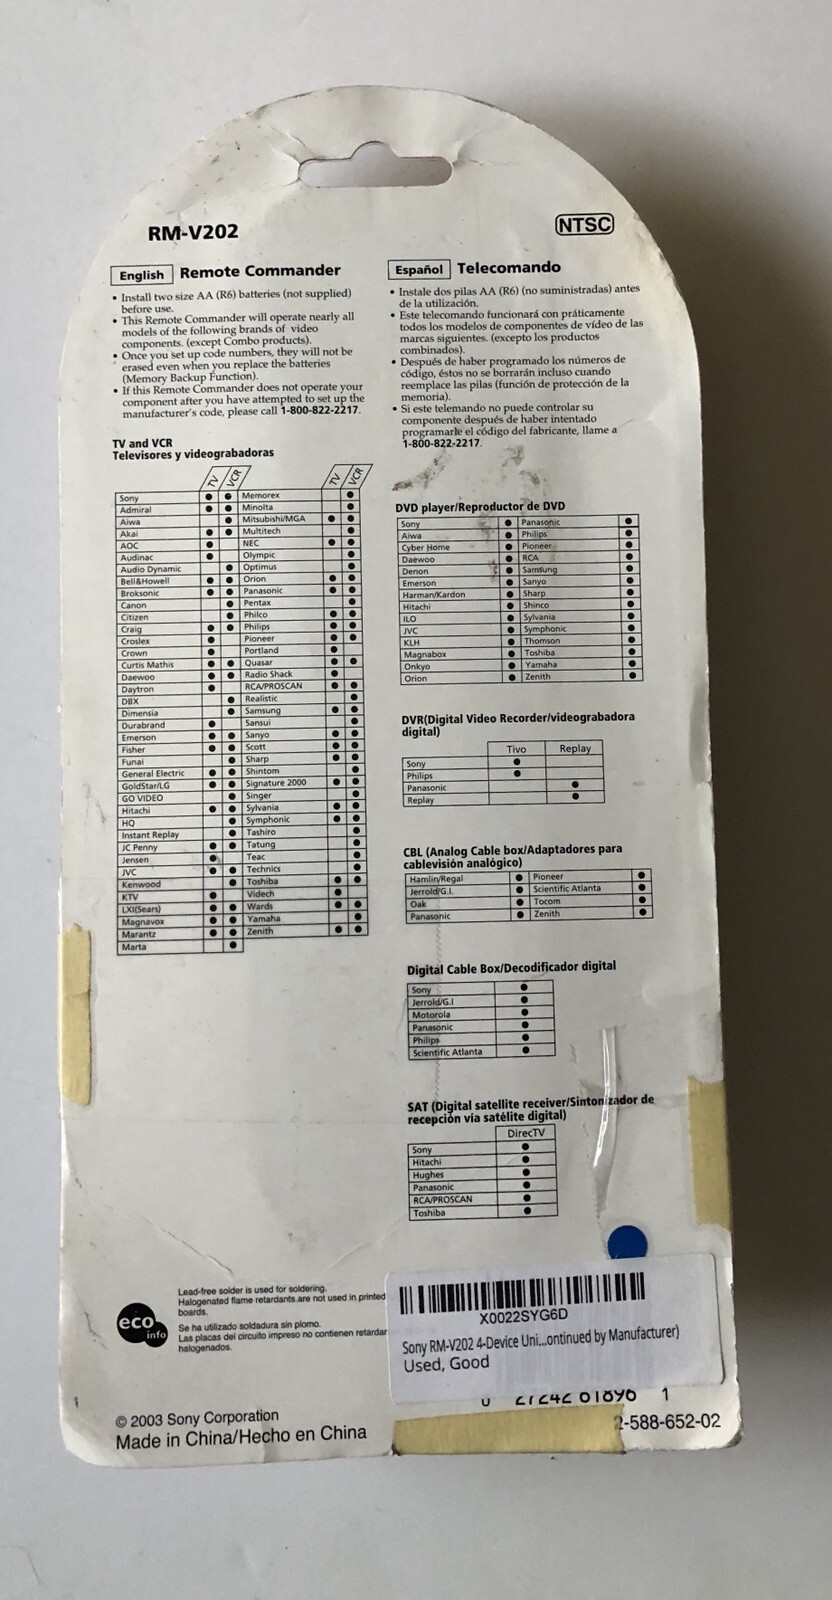 RM-V202
NTSC
English Remote Commander
• Install two size AA (R6) batteries (not supplied)
before use.
• This Remote Commander will operate nearly all
models of the following brands of video
components. (except Combo products).
• Once you set up code numbers, they will not be
erased even when you replace the batteries
(Memory Backup Function).
• If this Remote Commander does not operate your
component after you have attempted to set up the
manufacturer's code, please call 1-800-822-2217.
Español Telecomando
• Instale dos pilas AA (R6) (no suministradas) antes
de la utilización.
• Este telecomando funcionará con práticamente
todos los modelos de componentes de vídeo de las
marcas siguientes. (excepto los productos
combinados).
• Después de haber programado los números de
código, éstos no se borrarán incluso cuando
reemplace las pilas (función de protección de la
memoria).
• Si este telemando no puede controlar su
componente después de haber intentado
programarle el código del fabricante, llame a
1-800-822-2217.
TV and VCR
Televisores y videograbadoras
TV VCR TV VCR
Sony ● ● Memorex ●
Admiral ● ● Minolta ●
Aiwa ● Mitsubishi/MGA ● ●
Akai ● ● Multitech ●
AOC ● NEC ● ●
Audinac ● Olympic ●
Audio Dynamic ● Optimus ●
Bell&Howell ● ● Orion ● ●
Broksonic ● ● Panasonic ● ●
Canon ● Pentax ●
Citizen ● Philco ● ●
Craig ● ● Philips ● ●
Croslex ● Pioneer ● ●
Crown ● Portland ●
Curtis Mathis ● ● Quasar ● ●
Daewoo ● ● Radio Shack ●
Daytron ● RCA/PROSCAN ● ●
DBX ● Realistic ●
Dimensia ● Samsung ● ●
Durabrand ● Sansui ●
Emerson ● ● Sanyo ● ●
Fisher ● ● Scott ● ●
Funai ● Sharp ● ●
General Electric ● ● Shintom ●
GoldStar/LG ● ● Signature 2000 ● ●
GO VIDEO ● Singer ●
Hitachi ● ● Sylvania ● ●
HQ ● Symphonic ● ●
Instant Replay ● Tashiro ●
JC Penny ● ● Tatung ●
Jensen ● Teac ●
JVC ● ● Technics ●
Kenwood ● Toshiba ● ●
KTV ● Videch ●
LXI(Sears) ● ● Wards ● ●
Magnavox ● ● Yamaha ●
Marantz ● ● Zenith ● ●
Marta ●
DVD player/Reproductor de DVD
Sony ● Panasonic ●
Aiwa ● Philips ●
Cyber Home ● Pioneer ●
Daewoo ● RCA ●
Denon ● Samsung ●
Emerson ● Sanyo ●
Harman/Kardon ● Sharp ●
Hitachi ● Shinco ●
ILO ● Sylvania ●
JVC ● Symphonic ●
KLH ● Thomson ●
Magnabox ● Toshiba ●
Onkyo ● Yamaha ●
Orion ● Zenith ●
DVR(Digital Video Recorder/videograbadora
digital)
Tivo Replay
Sony ●
Philips ●
Panasonic ●
Replay ●
CBL (Analog Cable box/Adaptadores para
cablevisión analógico)
Hamlin/Regal ● Pioneer ●
Jerrold/G.I. ● Scientific Atlanta ●
Oak ● Tocom ●
Panasonic ● Zenith ●
Digital Cable Box/Decodificador digital
Sony ●
Jerrold/G.I ●
Motorola ●
Panasonic ●
Philips ●
Scientific Atlanta ●
SAT (Digital satellite receiver/Sintonizador de
recepción vía satélite digital)
DirecTV
Sony ●
Hitachi ●
Hughes ●
Panasonic ●
RCA/PROSCAN ●
Toshiba ●
eco info
Lead-free solder is used for soldering.
Halogenated flame retardants are not used in printed
boards.
Se ha utilizado soldadura sin plomo.
Las placas del circuito impreso no contienen retardar
halogenados.
X0022SYG6D
Sony RM-V202 4-Device Uni...ontinued by Manufacturer)
Used, Good
1
© 2003 Sony Corporation
Made in China/Hecho en China
-588-652-02